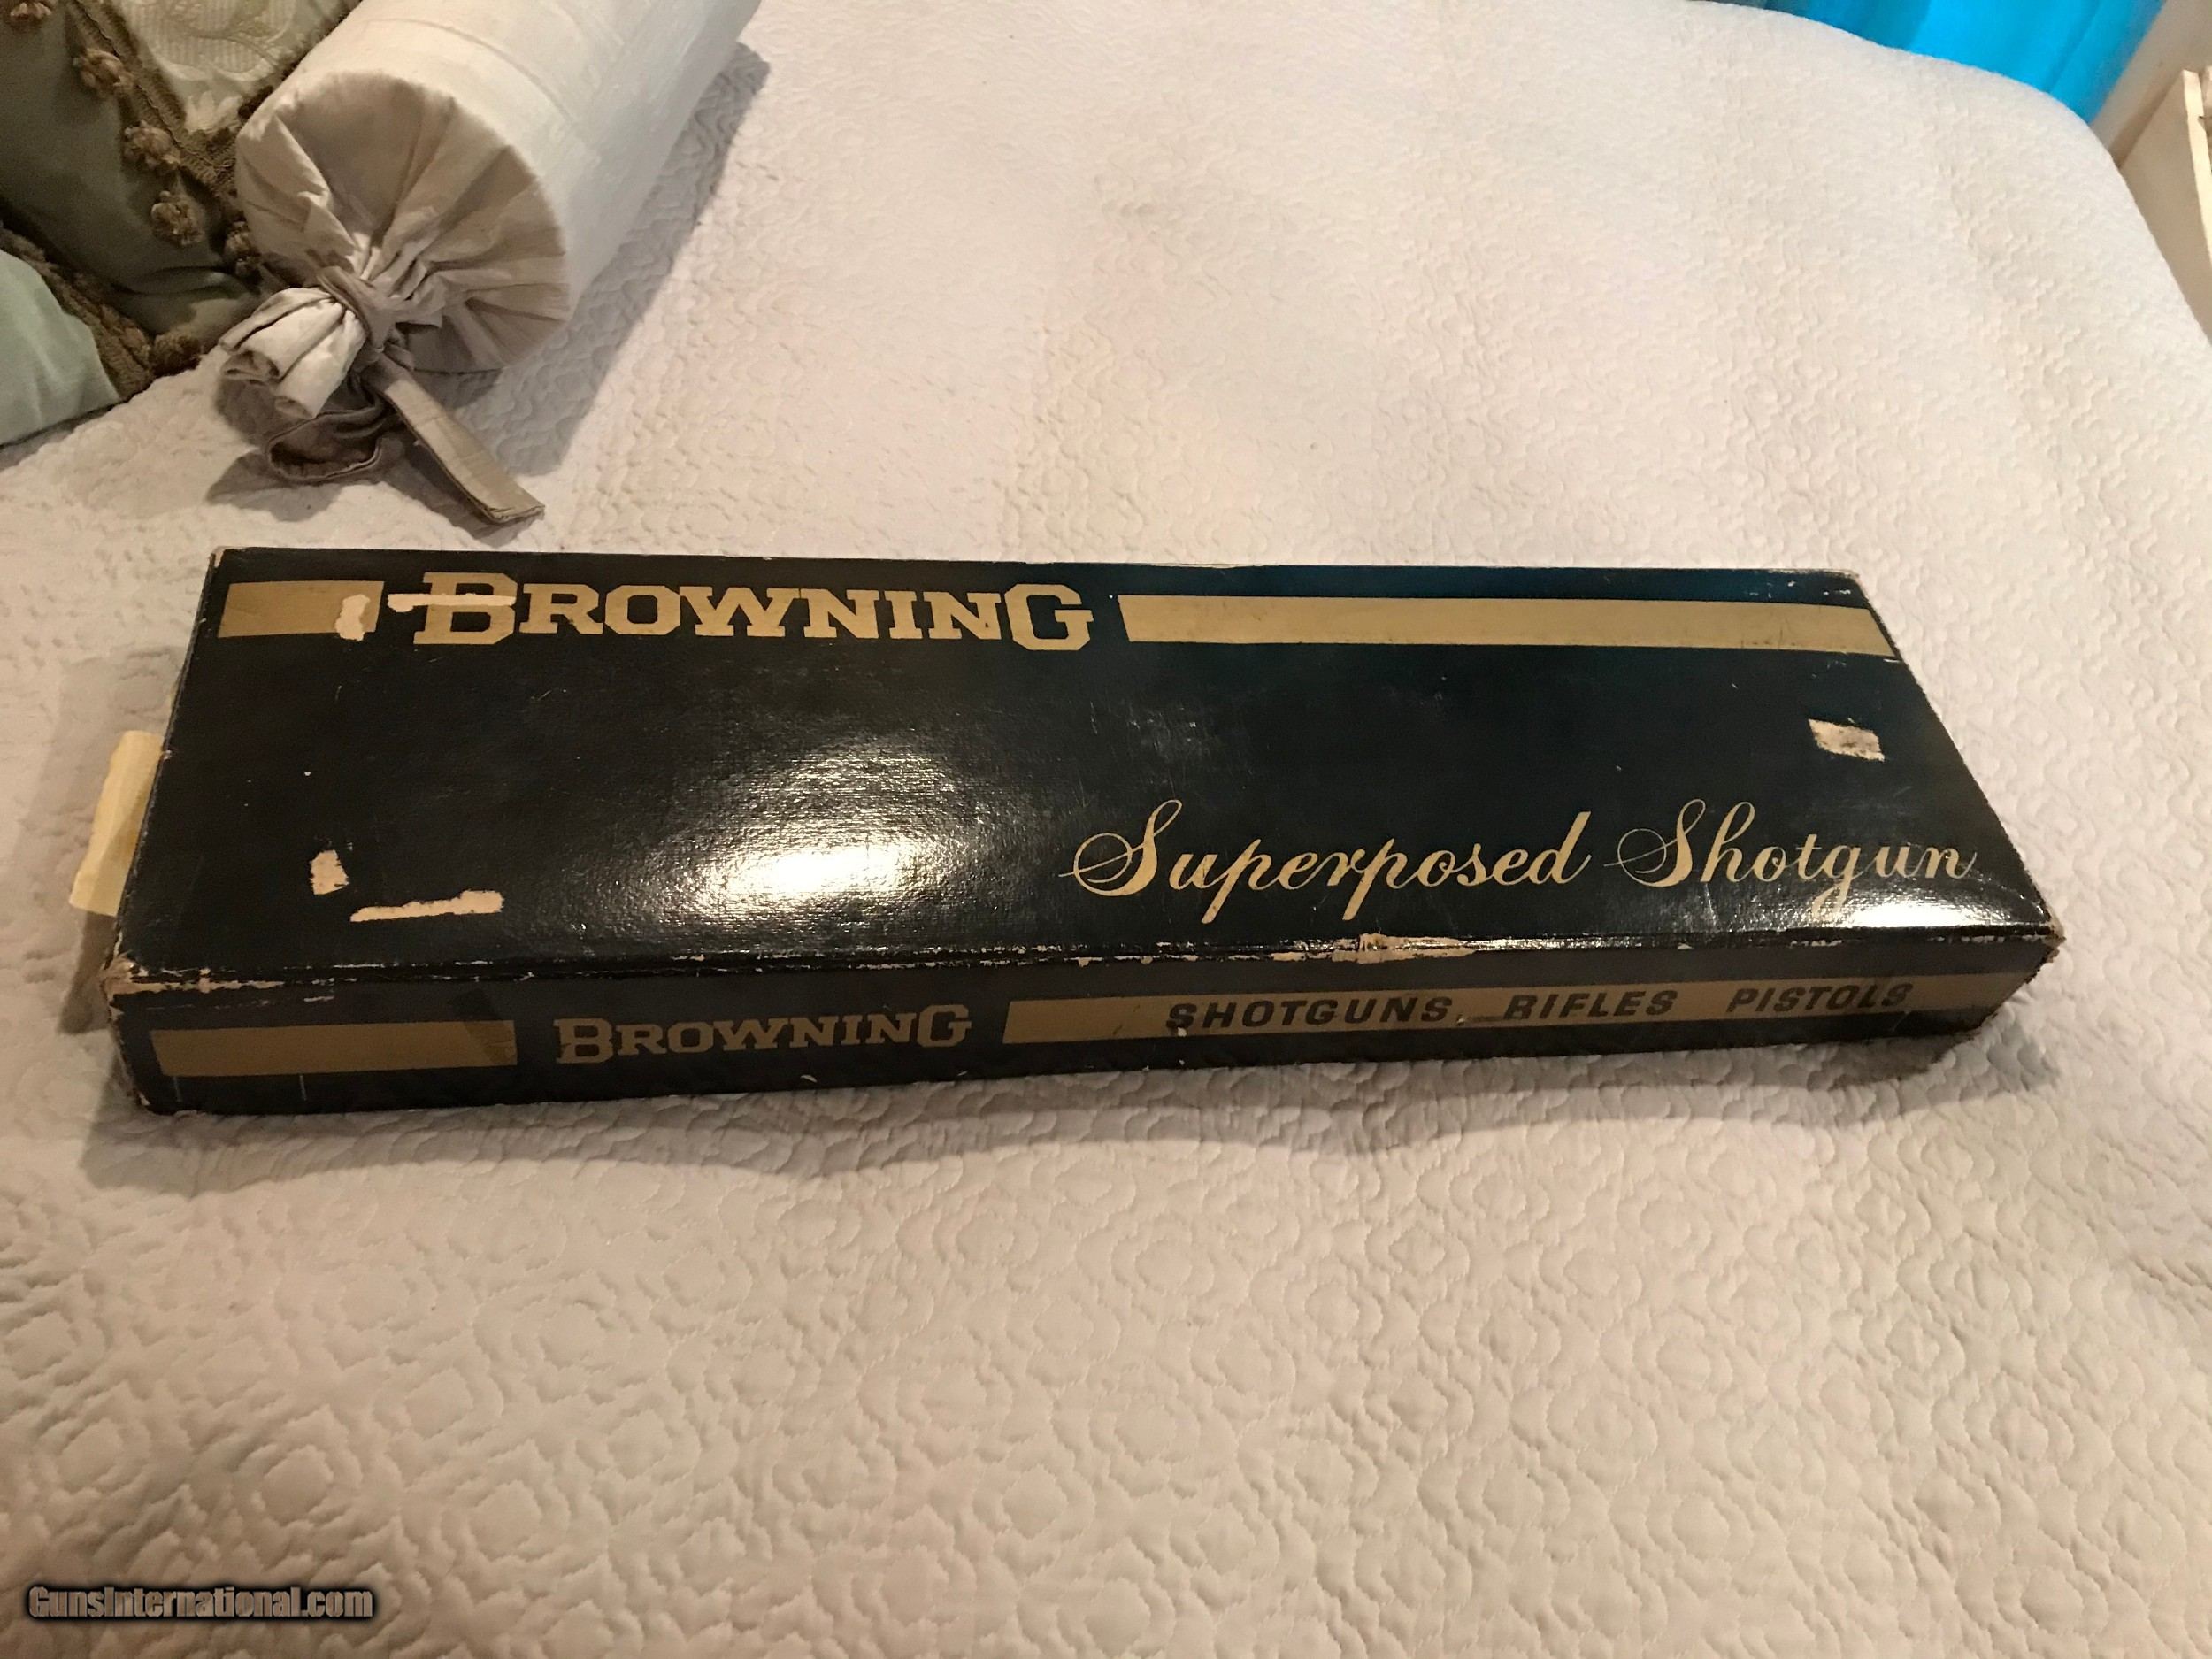 BROWNING
Superposed Shotgun
BROWNING SHOTGUNS, RIFLES PISTOLS
GunsInternational.com